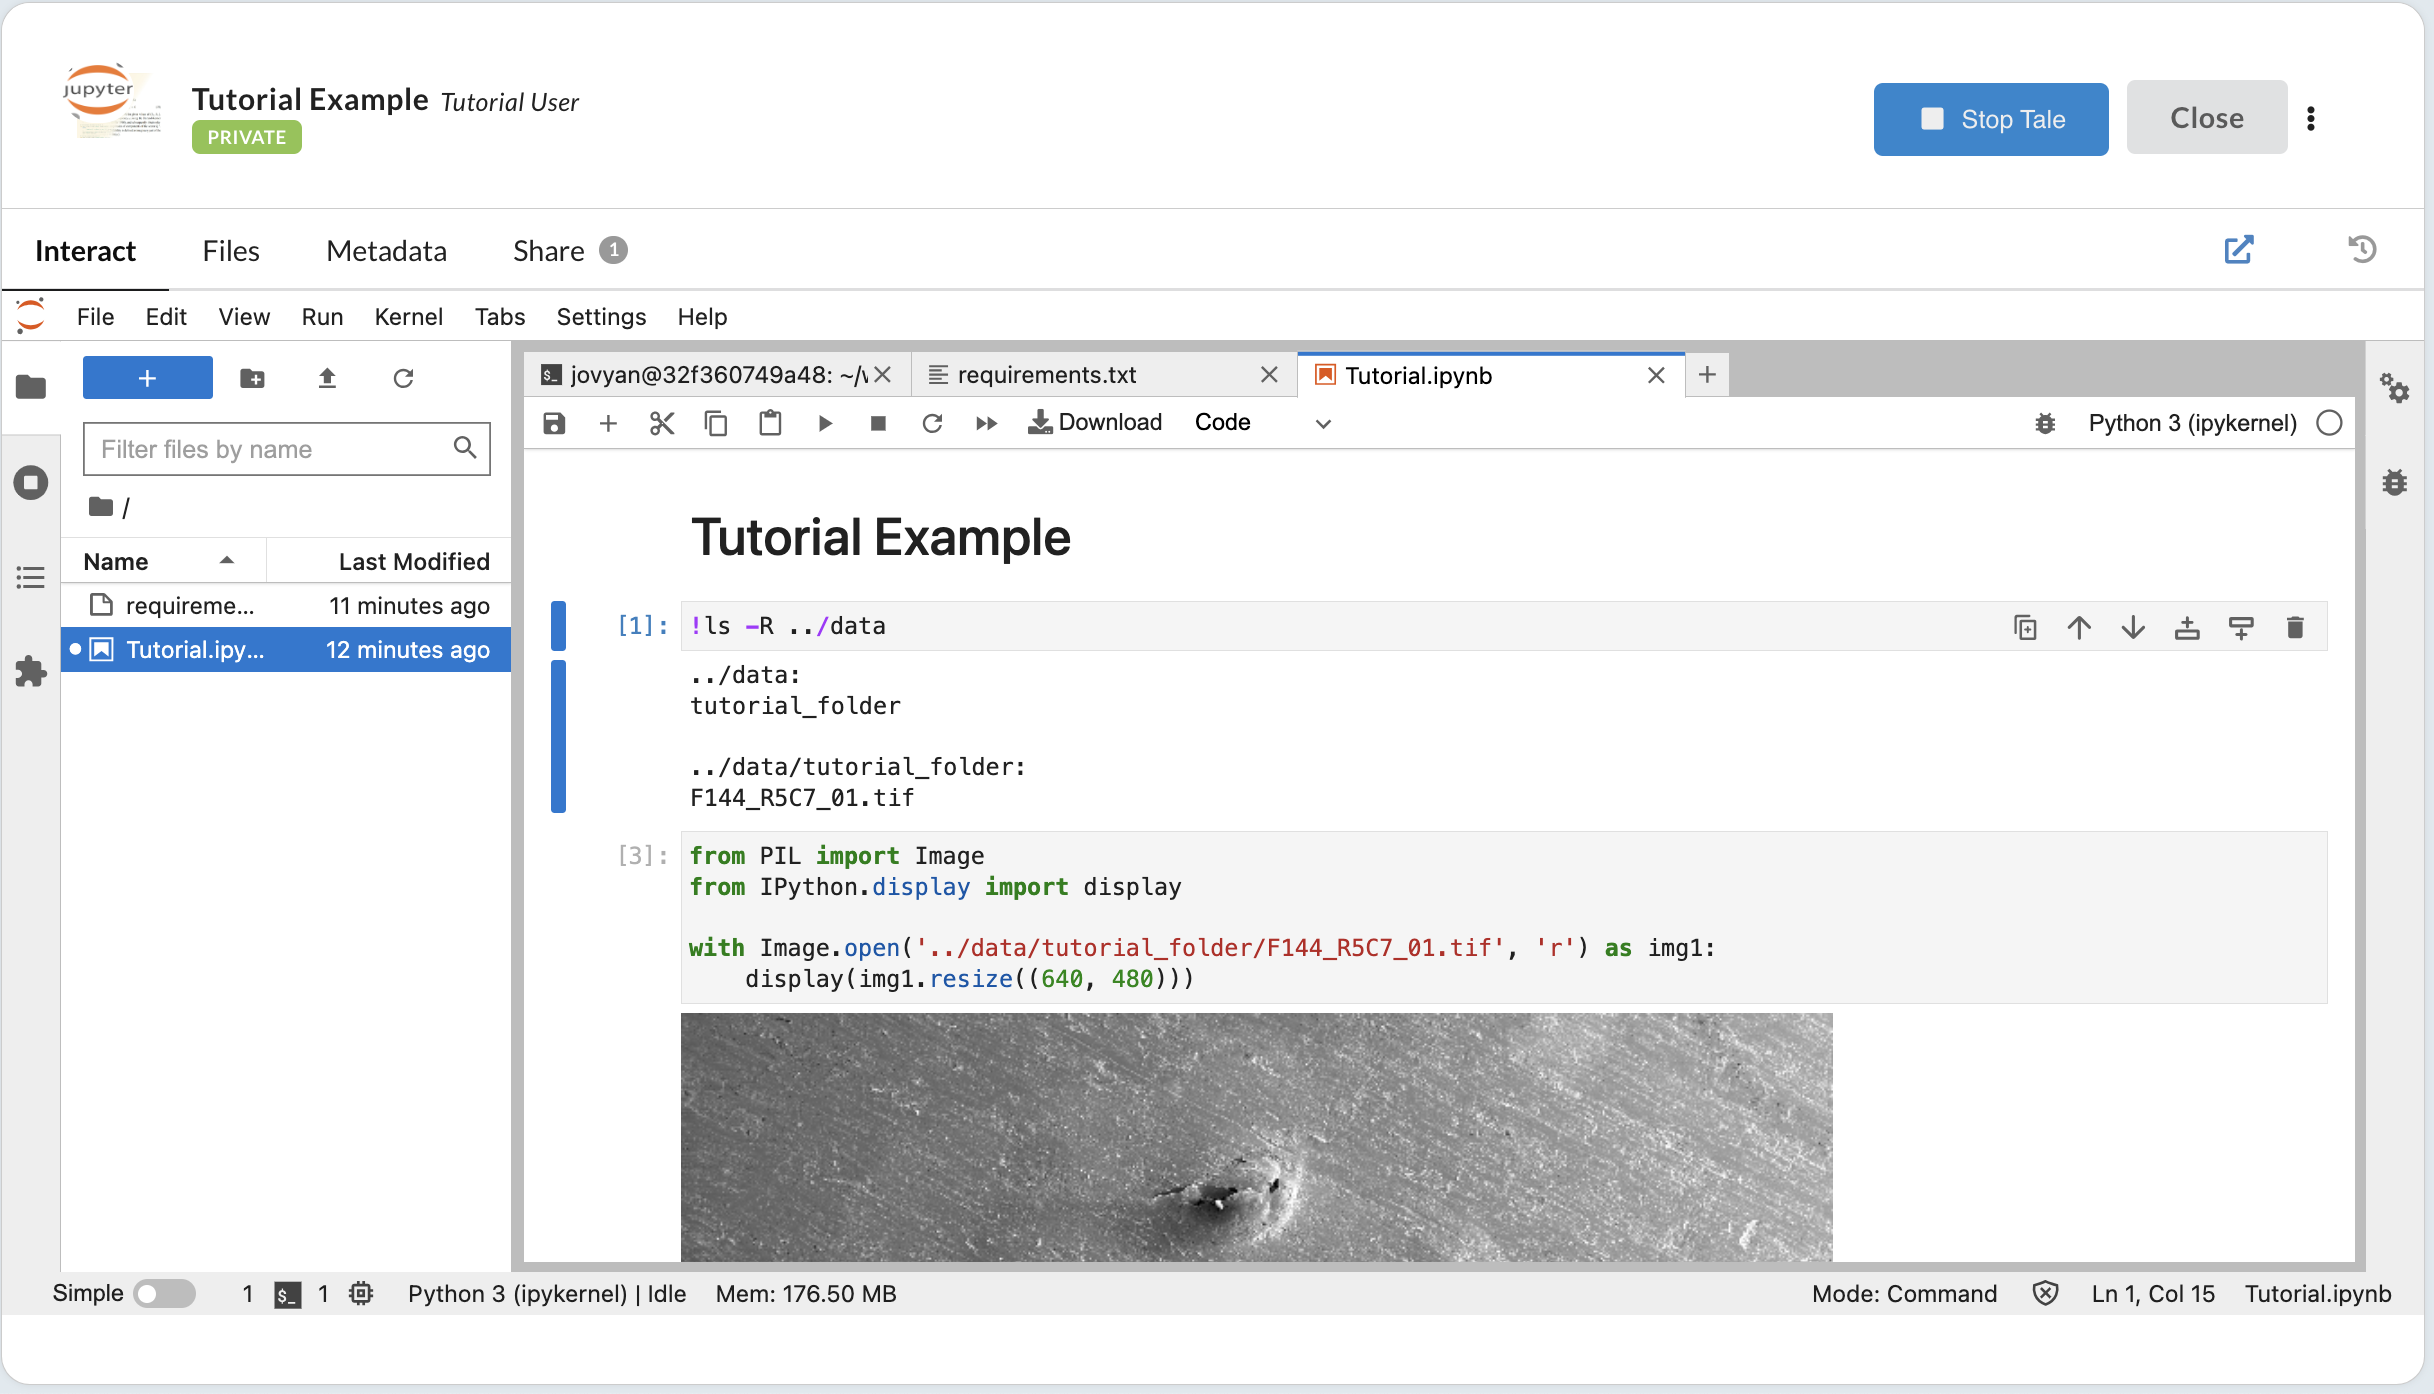 jupyter
Tutorial Example Tutorial User
PRIVATE
Stop Tale
Close
Interact Files Metadata Share 1
File Edit View Run Kernel Tabs Settings Help
+
Filter files by name
/
Name Last Modified
requireme... 11 minutes ago
Tutorial.ipy... 12 minutes ago
jovyan@32f360749a48: ~/w
requirements.txt
Tutorial.ipynb
Download Code
Python 3 (ipykernel)
Tutorial Example
[1]: !ls -R ../data
../data:
tutorial_folder
../data/tutorial_folder:
F144_R5C7_01.tif
[3]: from PIL import Image
from IPython.display import display
with Image.open('../data/tutorial_folder/F144_R5C7_01.tif', 'r') as img1:
display(img1.resize((640, 480)))
Simple 1 $_ 1 Python 3 (ipykernel) | Idle Mem: 176.50 MB
Mode: Command Ln 1, Col 15 Tutorial.ipynb